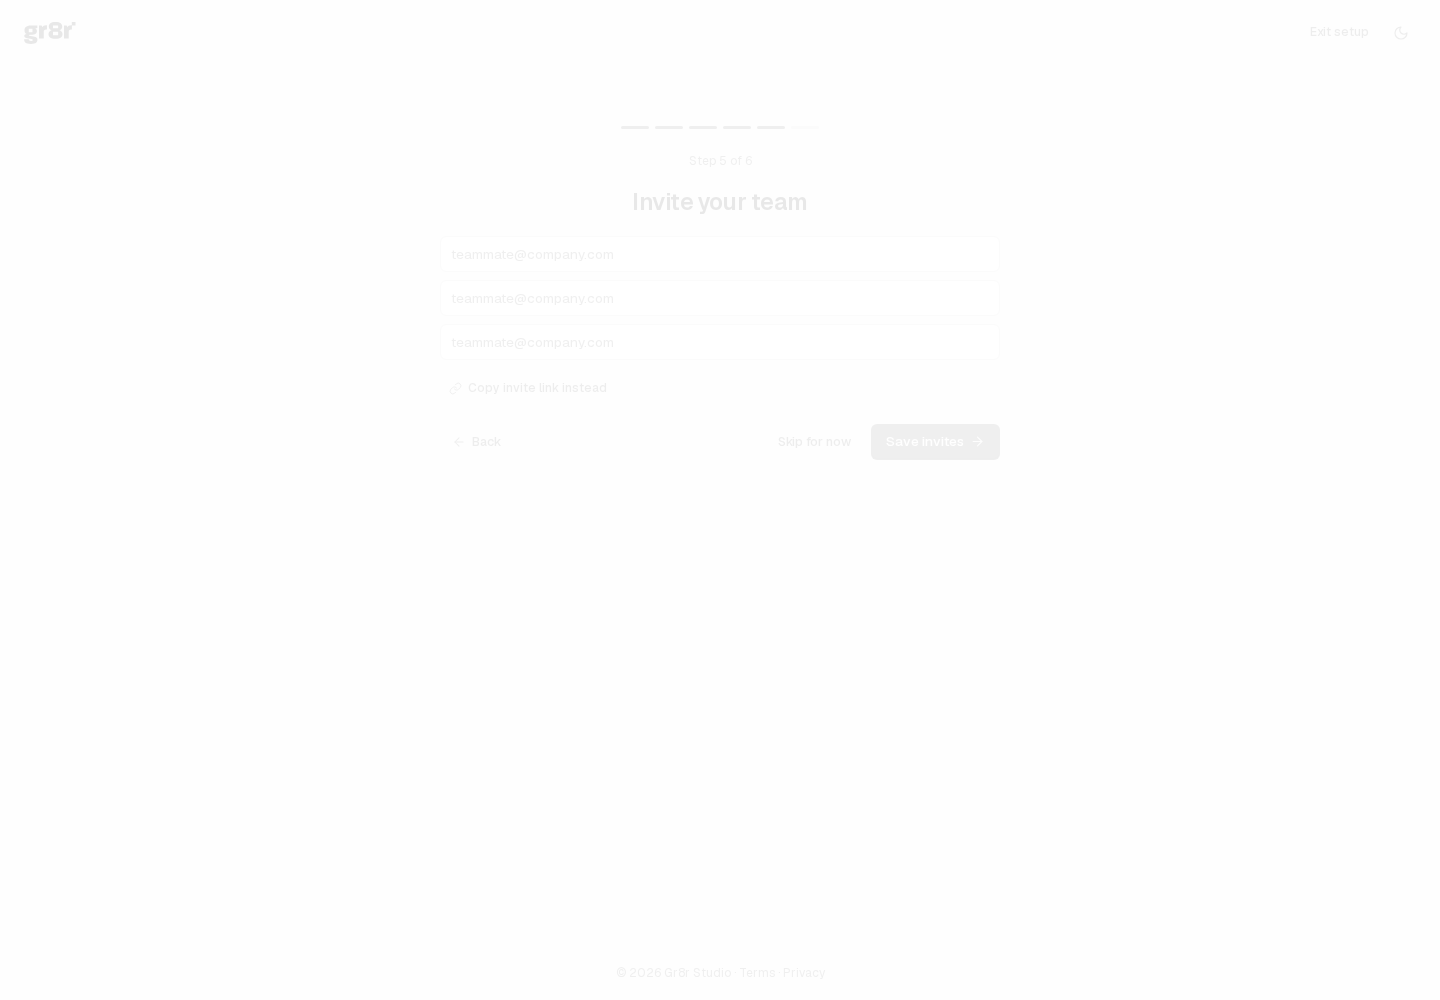 gr8r
Exit setup
Step 5 of 6
Invite your team
teammate@company.com
teammate@company.com
teammate@company.com
Copy invite link instead
Back
Skip for now
Save invites
© 2026 Gr8r Studio · Terms · Privacy